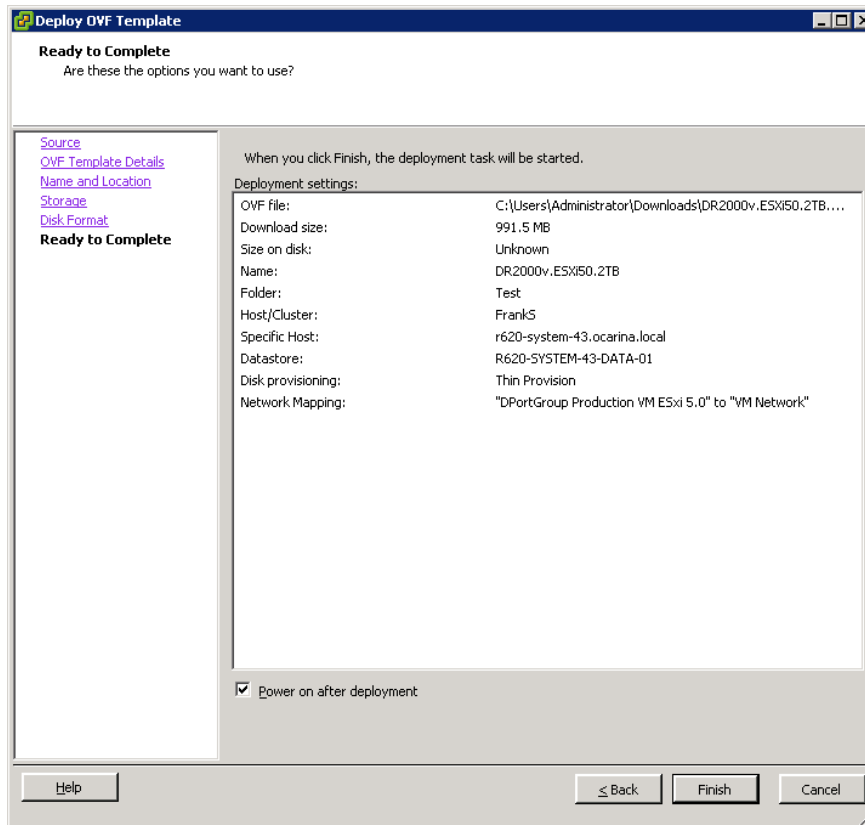 Deploy OVF Template
Ready to Complete
Are these the options you want to use?
Source
OVF Template Details
Name and Location
Storage
Disk Format
Ready to Complete
When you click Finish, the deployment task will be started.
Deployment settings:
OVF file: C:\Users\Administrator\Downloads\DR2000v.ESXi50.2TB....
Download size: 991.5 MB
Size on disk: Unknown
Name: DR2000v.ESXi50.2TB
Folder: Test
Host/Cluster: FrankS
Specific Host: r620-system-43.ocarina.local
Datastore: R620-SYSTEM-43-DATA-01
Disk provisioning: Thin Provision
Network Mapping: "DPortGroup Production VM ESxi 5.0" to "VM Network"
Power on after deployment
Help
< Back
Finish
Cancel